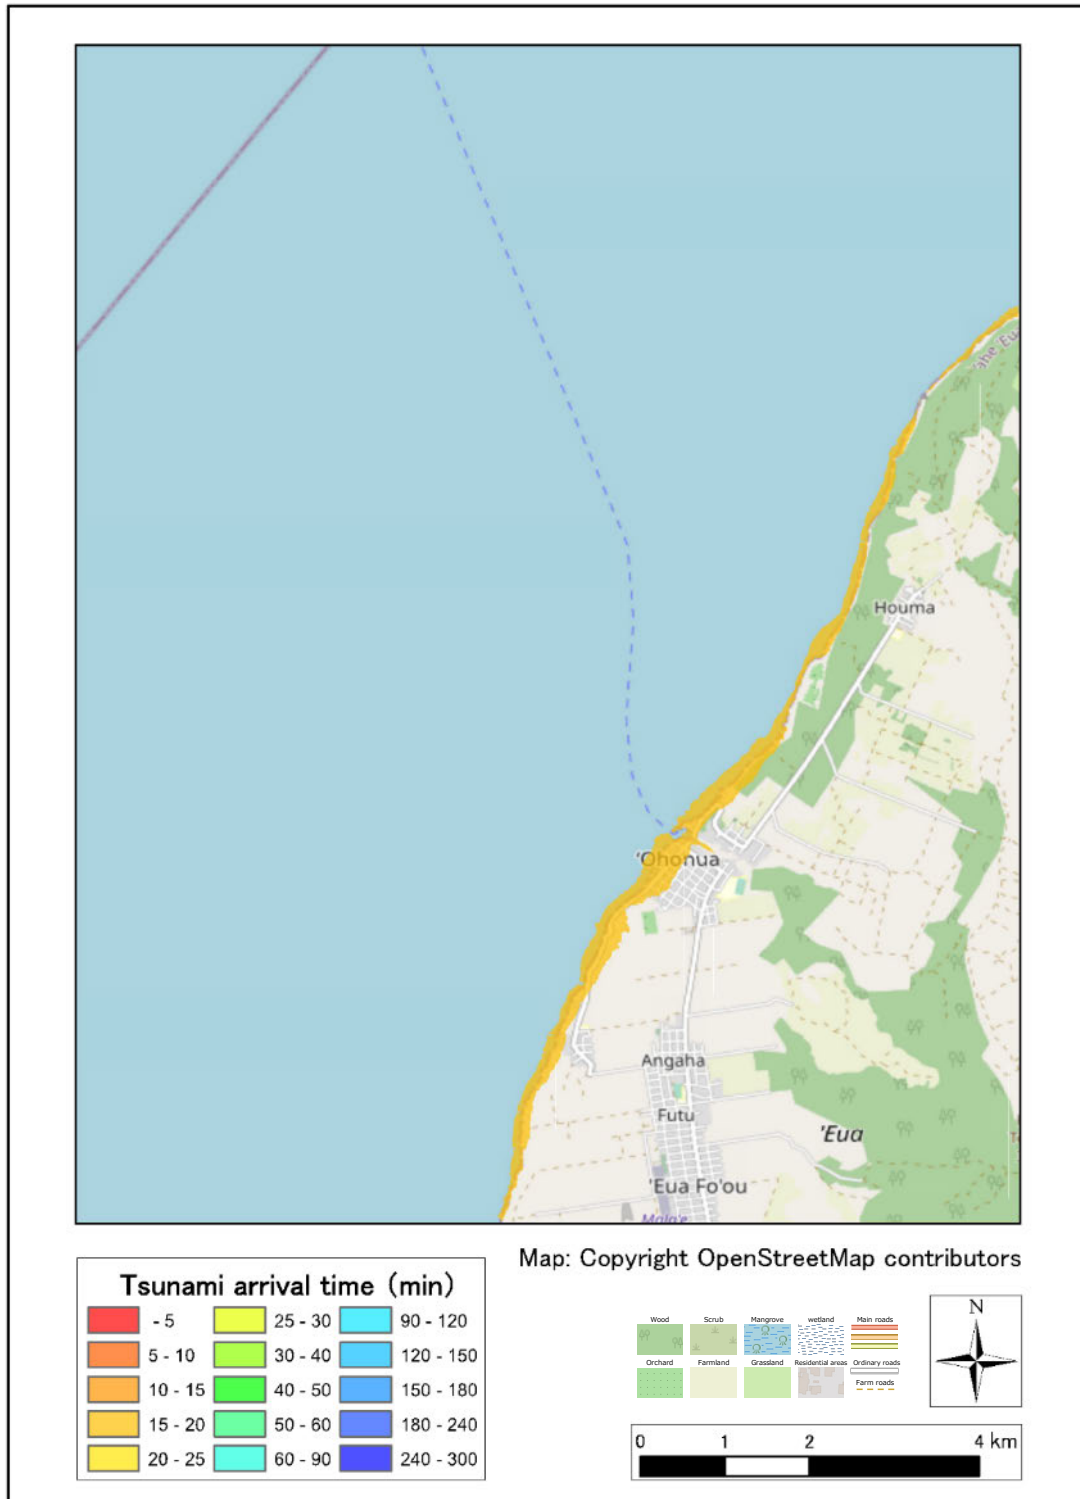 'ahe 'Eu
Houma
'Ohonua
Angaha
Futu
'Eua
'Eua Fo'ou
Mala'e
Map: Copyright OpenStreetMap contributors
Tsunami arrival time (min)
- 5
25 - 30
90 - 120
5 - 10
30 - 40
120 - 150
10 - 15
40 - 50
150 - 180
15 - 20
50 - 60
180 - 240
20 - 25
60 - 90
240 - 300
Wood
Scrub
Mangrove
wetland
Main roads
Orchard
Farmland
Grassland
Residential areas
Ordinary roads
Farm roads
N
0 1 2 4 km